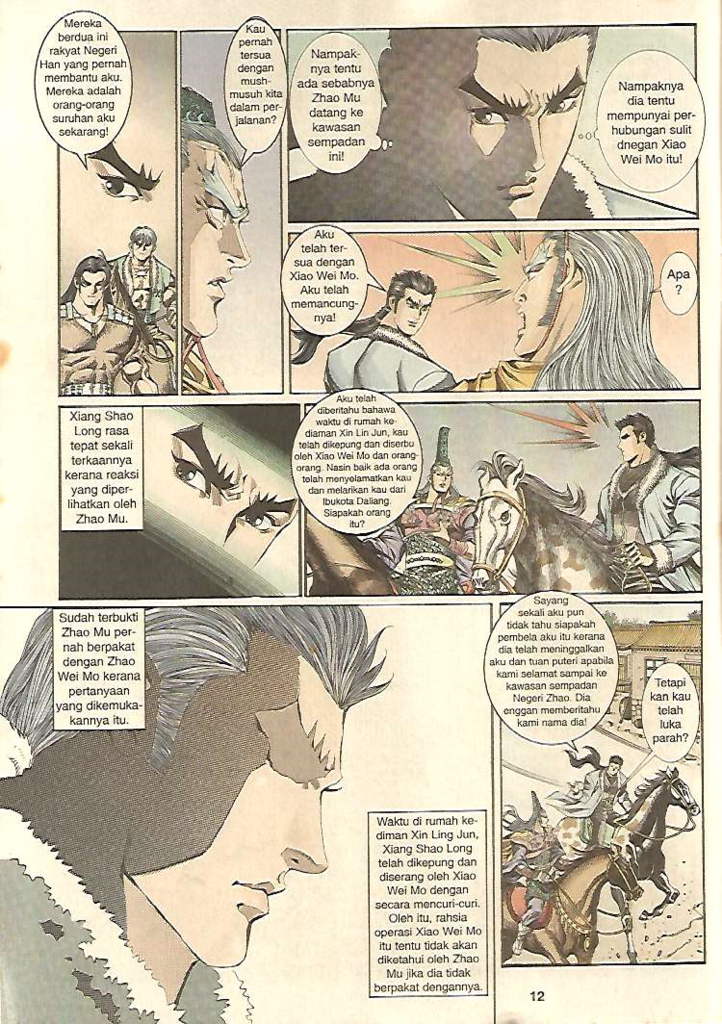 Mereka
berdua ini
rakyat Negeri
Han yang pernah
membantu aku.
Mereka adalah
orang-orang
suruhan aku
sekarang!
Kau
pernah
tersua
dengan
mush-
musuh kita
dalam per-
jalanan?
Nampak-
nya tentu
ada sebabnya
Zhao Mu
datang ke
kawasan
sempadan
ini!
Nampaknya
dia tentu
mempunyai per-
hubungan sulit
dnegan Xiao
Wei Mo itu!
Aku
telah ter-
sua dengan
Xiao Wei Mo.
Aku telah
memancung-
nya!
Apa
?
Xiang Shao
Long rasa
tepat sekali
terkaannya
kerana reaksi
yang diper-
lihatkan oleh
Zhao Mu.
Aku telah
diberitahu bahawa
waktu di rumah ke-
diaman Xin Lin Jun, kau
telah dikepung dan diserbu
oleh Xiao Wei Mo dan orang-
orang. Nasin baik ada orang
telah menyelamatkan kau
dan melarikan kau dari
Ibukota Daliang.
Siapakah orang
itu?
Sudah terbukti
Zhao Mu per-
nah berpakat
dengan Zhao
Wei Mo kerana
pertanyaan
yang dikemuka-
kannya itu.
Sayang
sekali aku pun
tidak tahu siapakah
pembela aku itu kerana
dia telah meninggalkan
aku dan tuan puteri apabila
kami selamat sampai ke
kawasan sempadan
Negeri Zhao. Dia
enggan memberitahu
kami nama dia!
Tetapi
kan kau
telah
luka
parah?
Waktu di rumah ke-
diman Xin Ling Jun,
Xiang Shao Long
telah dikepung dan
diserang oleh Xiao
Wei Mo dengan
secara mencuri-curi.
Oleh itu, rahsia
operasi Xiao Wei Mo
itu tentu tidak akan
diketahui oleh Zhao
Mu jika dia tidak
berpakat dengannya.
12